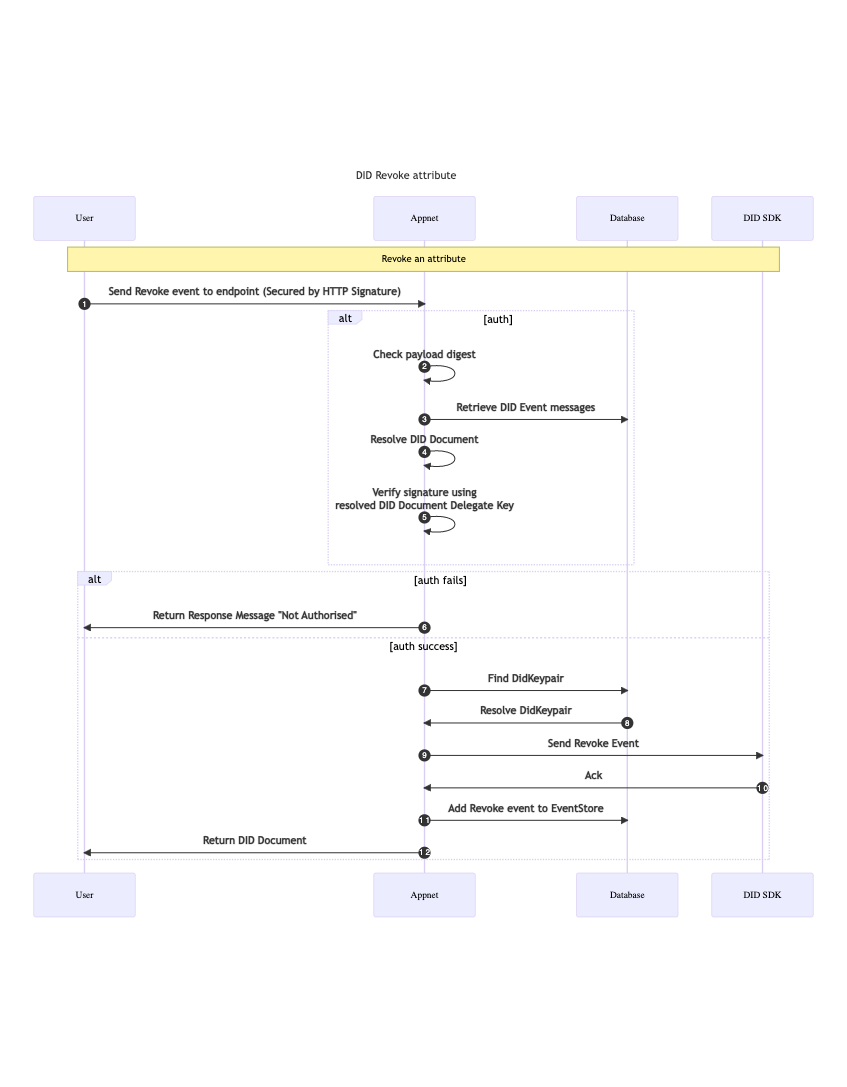 DID Revoke attribute
User
Appnet
Database
DID SDK
Revoke an attribute
Send Revoke event to endpoint (Secured by HTTP Signature)
1
alt
[auth]
Check payload digest
2
Retrieve DID Event messages
3
Resolve DID Document
4
Verify signature using
resolved DID Document Delegate Key
5
alt
[auth fails]
Return Response Message "Not Authorised"
6
[auth success]
Find DidKeypair
7
Resolve DidKeypair
8
Send Revoke Event
9
Ack
10
Add Revoke event to EventStore
11
Return DID Document
12
User
Appnet
Database
DID SDK